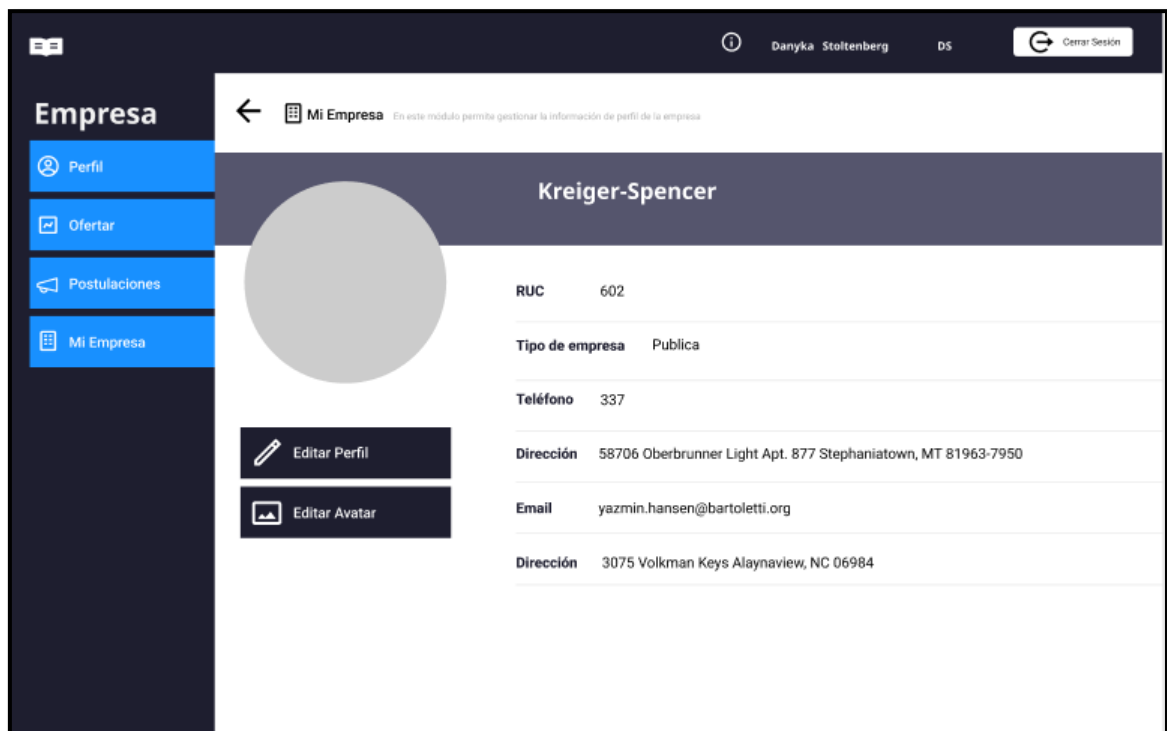 Danyka Stoltenberg DS Cerrar Sesión
Empresa
Perfil
Ofertar
Postulaciones
Mi Empresa
Mi Empresa En este módulo permite gestionar la información de perfil de la empresa
Kreiger-Spencer
RUC 602
Tipo de empresa Publica
Teléfono 337
Dirección 58706 Oberbrunner Light Apt. 877 Stephaniatown, MT 81963-7950
Email yazmin.hansen@bartoletti.org
Dirección 3075 Volkman Keys Alaynaview, NC 06984
Editar Perfil
Editar Avatar